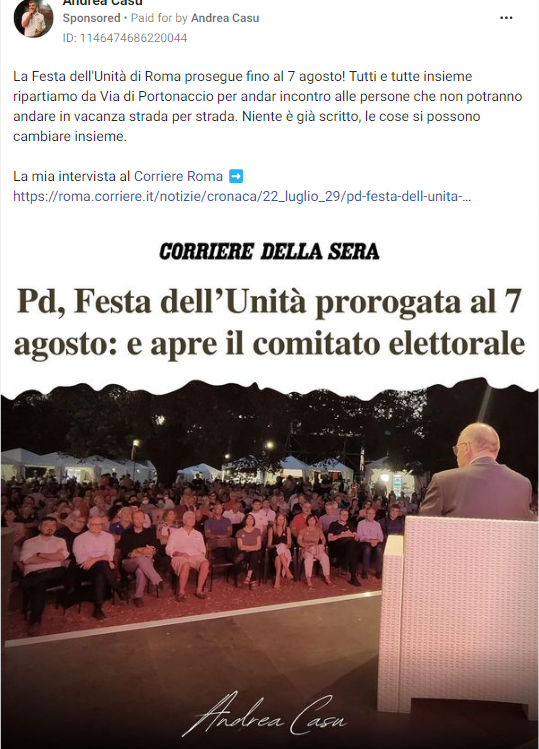 Andrea Casu
Sponsored • Paid for by Andrea Casu
ID: 1146474686220044
La Festa dell'Unità di Roma prosegue fino al 7 agosto! Tutti e tutte insieme
ripartiamo da Via di Portonaccio per andar incontro alle persone che non potranno
andare in vacanza strada per strada. Niente è già scritto, le cose si possono
cambiare insieme.
La mia intervista al Corriere Roma ➡️
https://roma.corriere.it/notizie/cronaca/22_luglio_29/pd-festa-dell-unita-...
CORRIERE DELLA SERA
Pd, Festa dell'Unità prorogata al 7
agosto: e apre il comitato elettorale
Andrea Casu